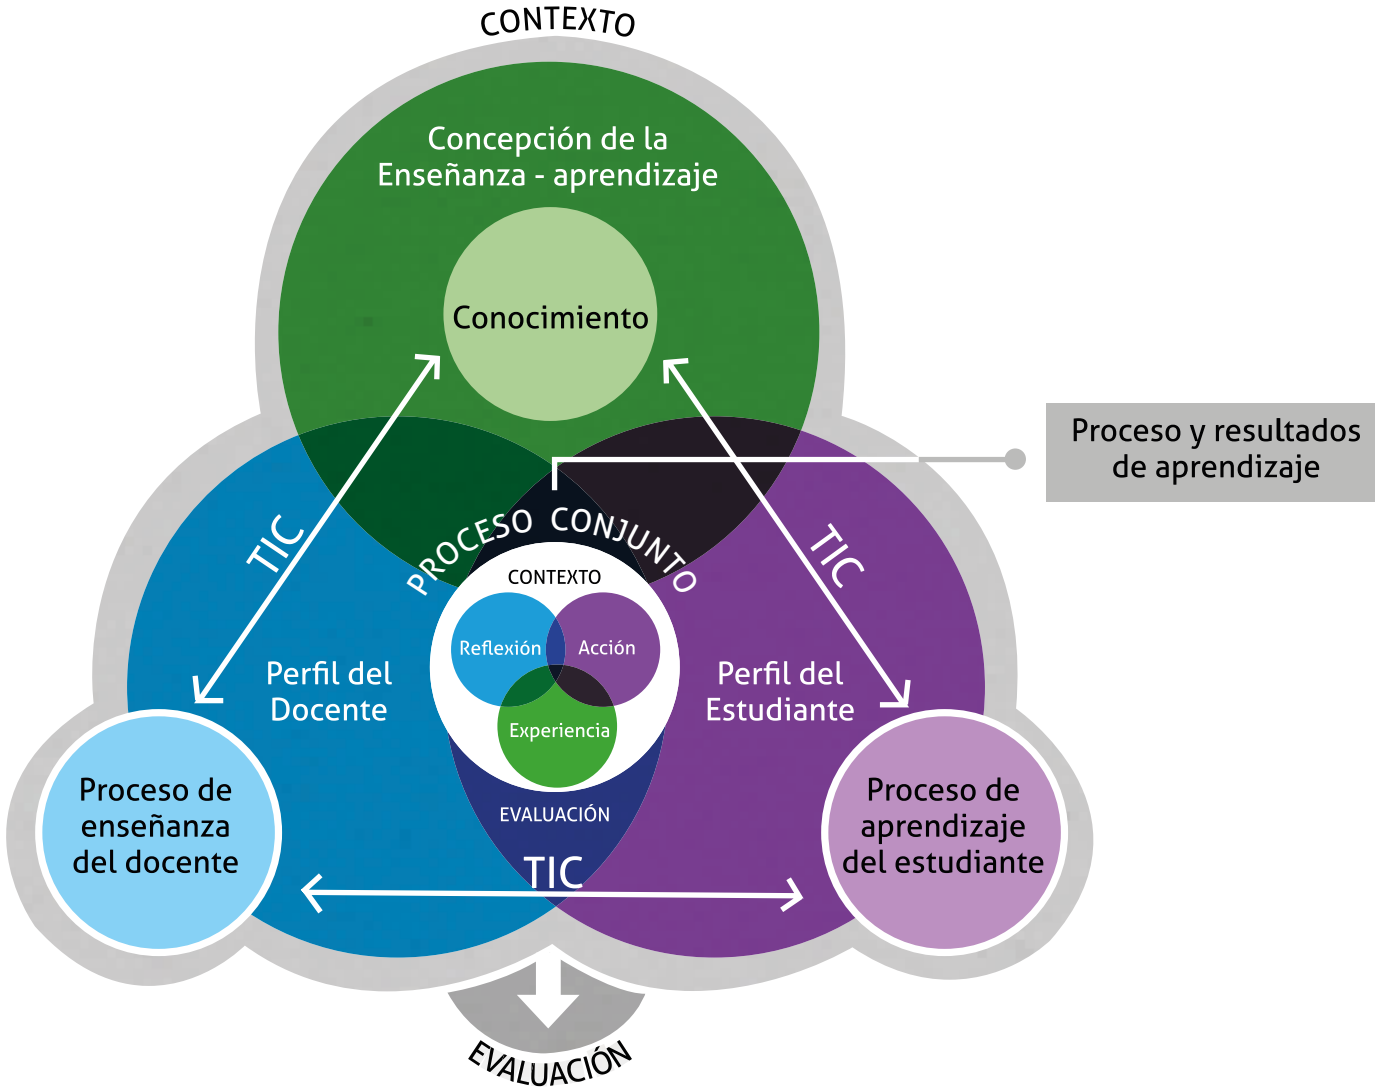 CONTEXTO
Concepción de la
Enseñanza - aprendizaje
Conocimiento
Proceso y resultados
de aprendizaje
TIC
TIC
PROCESO CONJUNTO
CONTEXTO
Reflexión
Acción
Experiencia
Perfil del
Docente
Perfil del
Estudiante
Proceso de
enseñanza
del docente
EVALUACIÓN
TIC
Proceso de
aprendizaje
del estudiante
EVALUACIÓN